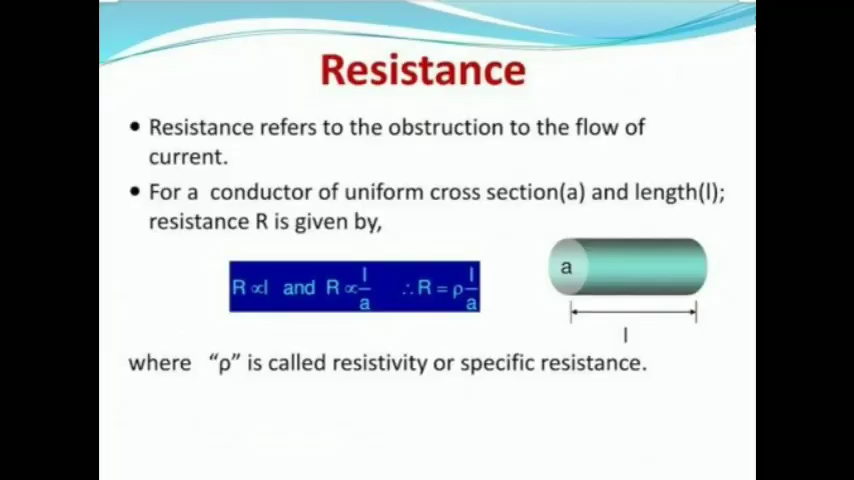 Resistance
• Resistance refers to the obstruction to the flow of
current.
• For a conductor of uniform cross section(a) and length(l);
resistance R is given by,
R ∝ l and R ∝ l/a ∴ R = ρ l/a
a
l
where “ρ” is called resistivity or specific resistance.